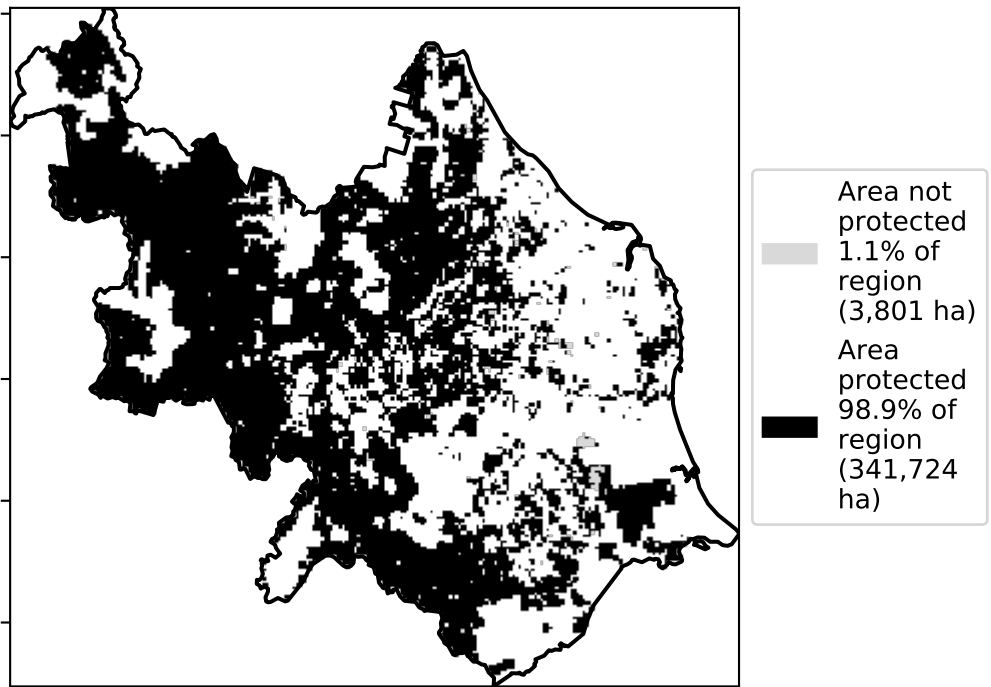 Area not
protected
1.1% of
region
(3,801 ha)
Area
protected
98.9% of
region
(341,724
ha)